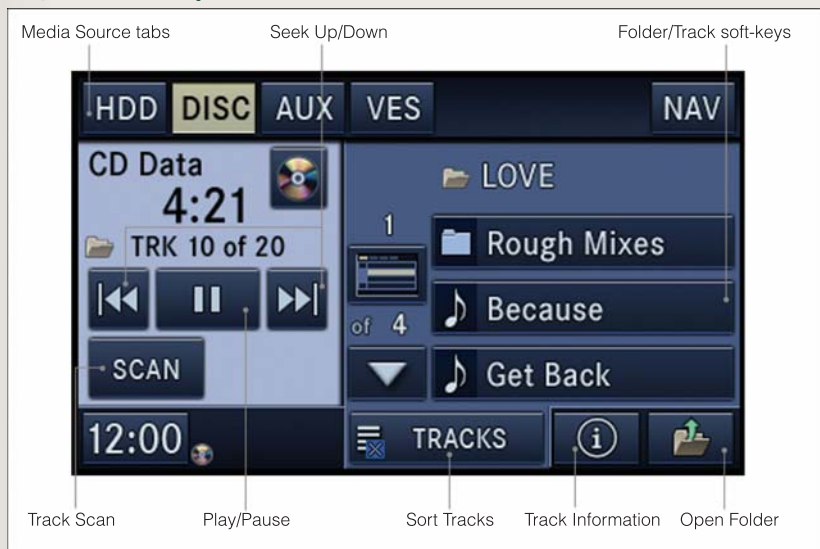 Media Source tabs
Seek Up/Down
Folder/Track soft-keys
HDD DISC AUX VES NAV
CD Data
4:21
TRK 10 of 20
SCAN
12:00
LOVE
1
of 4
Rough Mixes
Because
Get Back
TRACKS
i
Track Scan
Play/Pause
Sort Tracks
Track Information
Open Folder